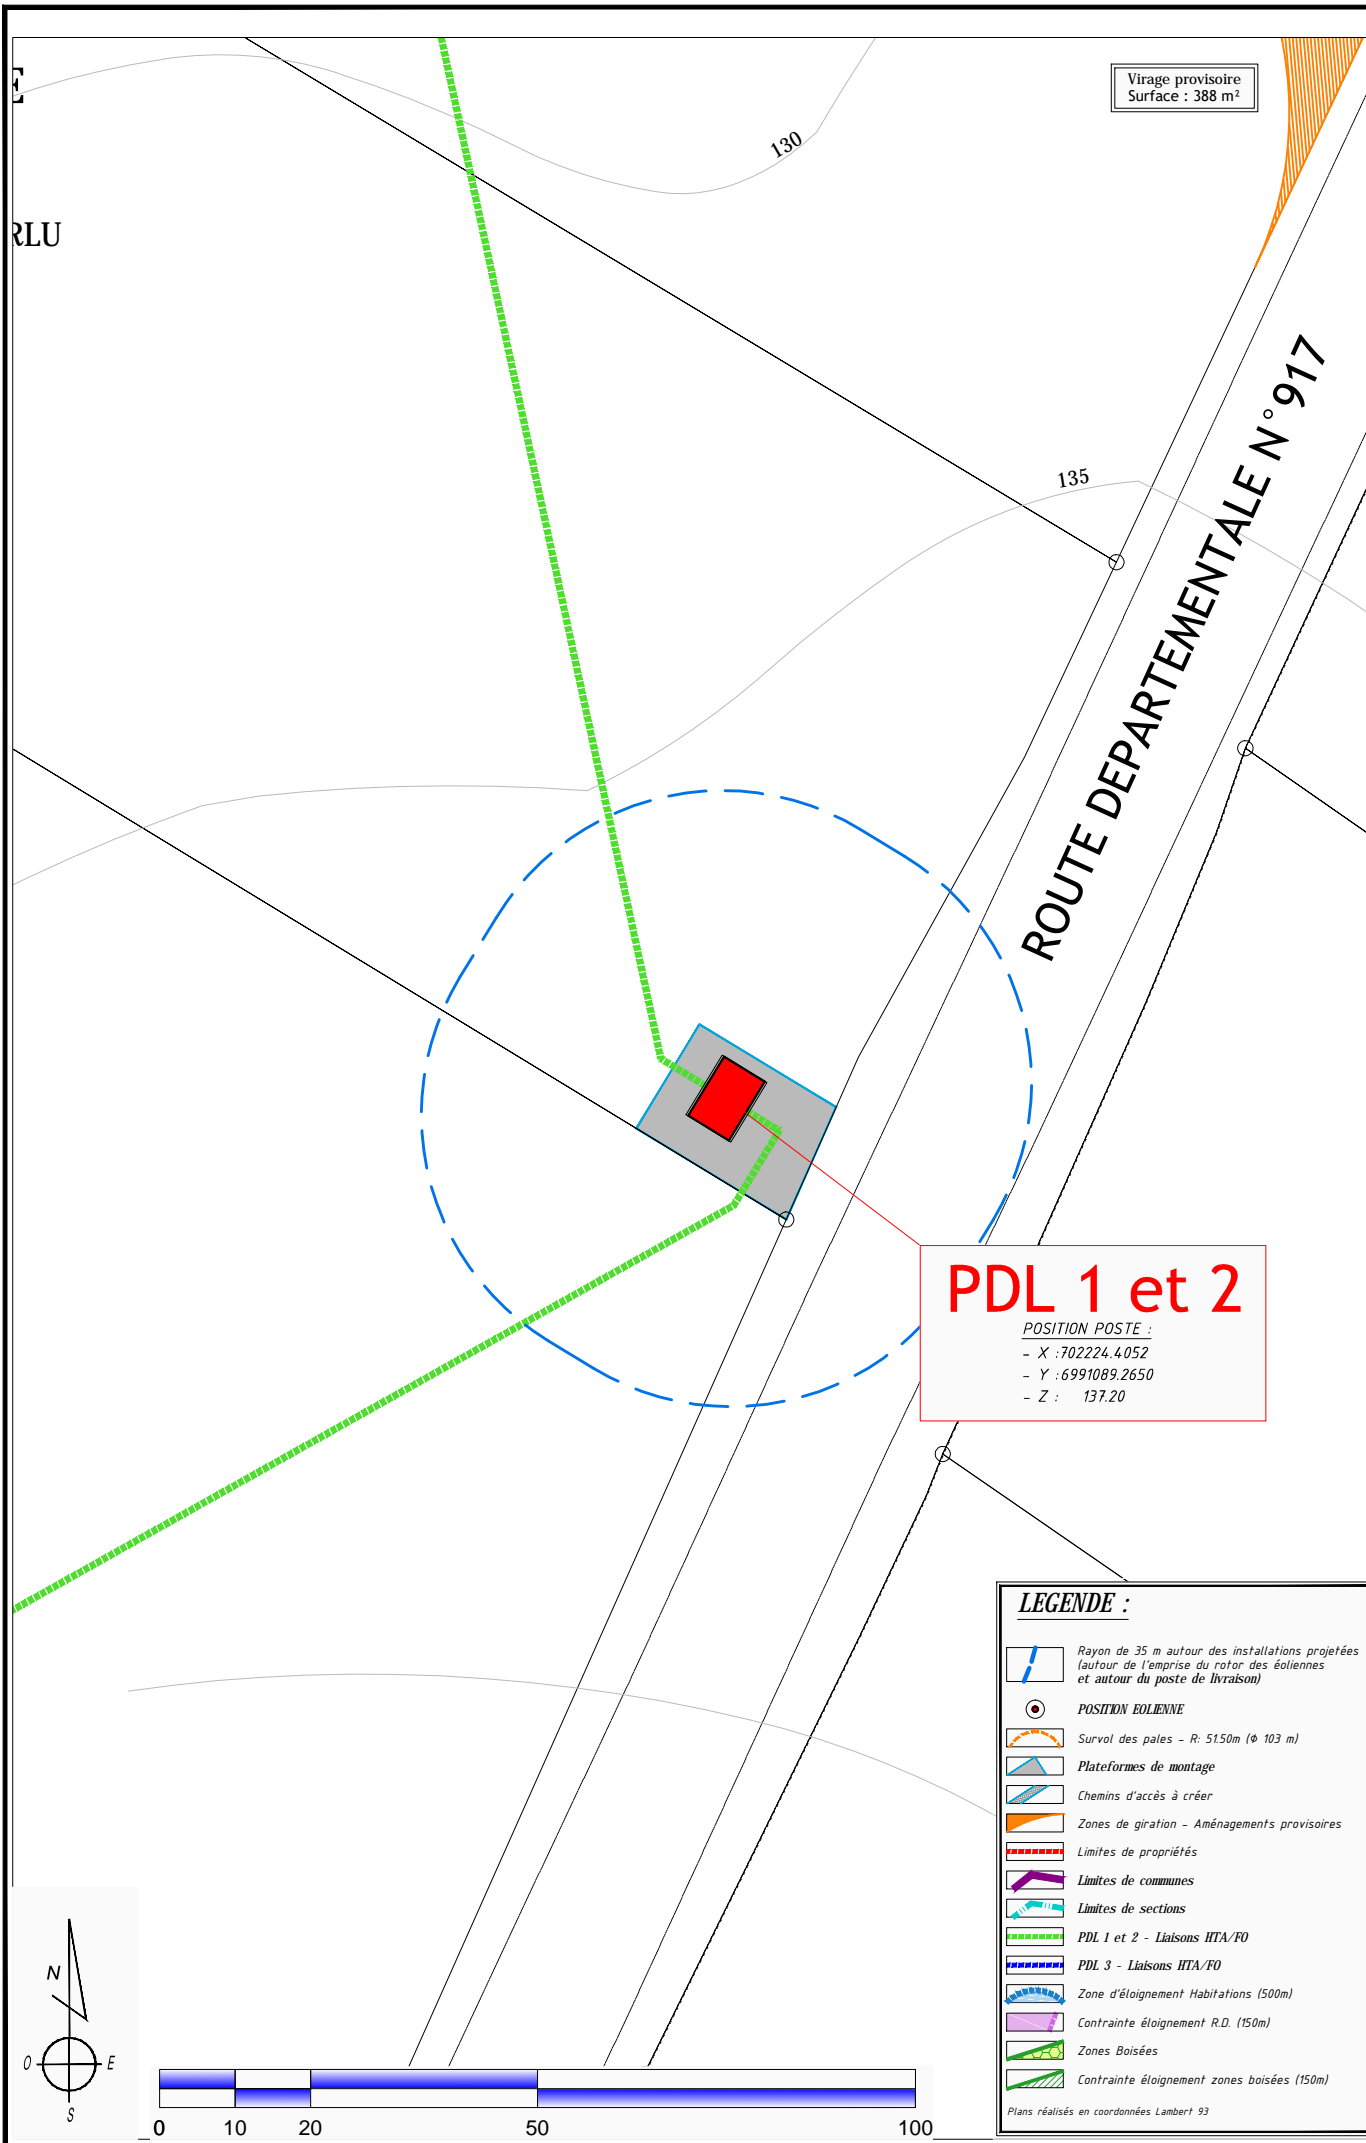 E
Virage provisoire
Surface : 388 m²
130
RLU
ROUTE DEPARTEMENTALE N°917
135
PDL 1 et 2
POSITION POSTE :
- X :702224.4052
- Y :6991089.2650
- Z : 137.20
LEGENDE :
Rayon de 35 m autour des installations projetées
(autour de l'emprise du rotor des éoliennes
et autour du poste de livraison)
POSITION EOLIENNE
Survol des pales - R: 51.50m (Φ 103 m)
Plateformes de montage
Chemins d'accès à créer
Zones de giration - Aménagements provisoires
Limites de propriétés
Limites de communes
Limites de sections
PDL 1 et 2 - Liaisons HTA/FO
PDL 3 - Liaisons HTA/FO
Zone d'éloignement Habitations (500m)
Contrainte éloignement R.D. (150m)
Zones Boisées
Contrainte éloignement zones boisées (150m)
Plans réalisés en coordonnées Lambert 93
N
O E
S
0 10 20 50 100